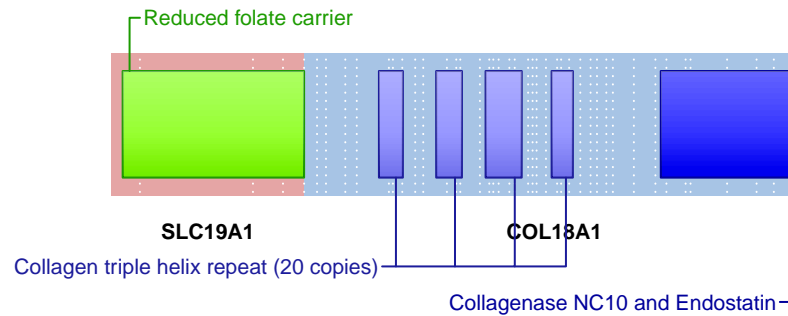 Reduced folate carrier
SLC19A1
COL18A1
Collagen triple helix repeat (20 copies)
Collagenase NC10 and Endostatin